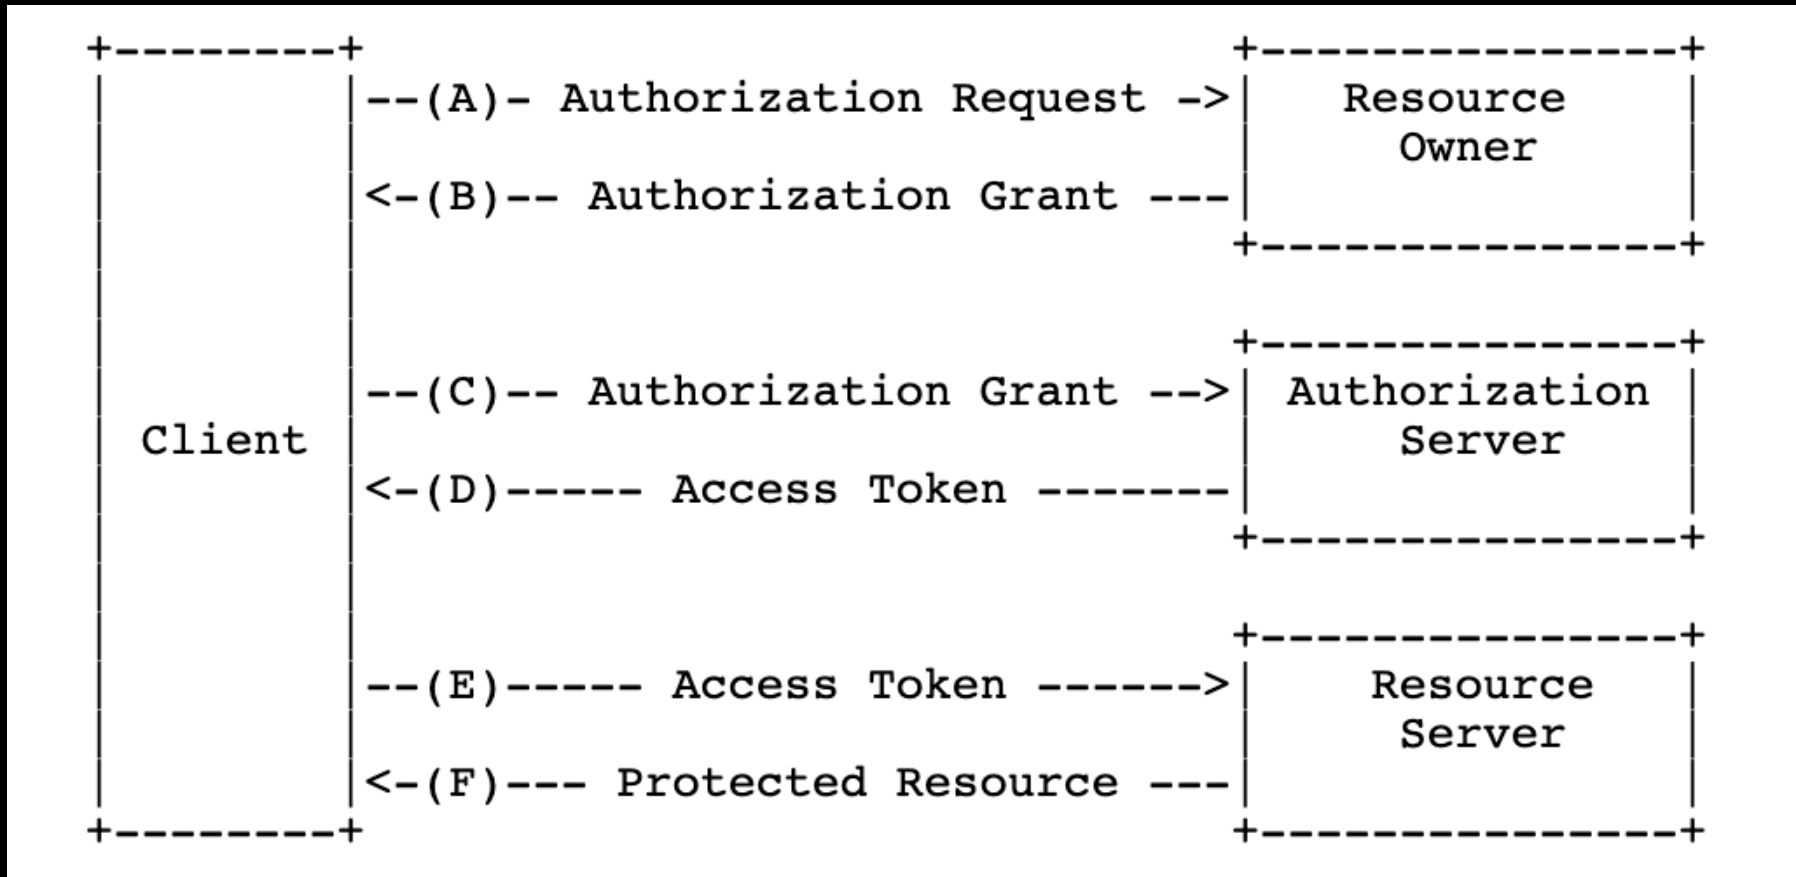 +--------+                               +---------------+
|        |--(A)- Authorization Request ->|   Resource    |
|        |                               |     Owner     |
|        |<-(B)-- Authorization Grant ---|               |
|        |                               +---------------+
|        |
|        |                               +---------------+
|        |--(C)-- Authorization Grant -->| Authorization |
| Client |                               |     Server    |
|        |<-(D)----- Access Token -------|               |
|        |                               +---------------+
|        |
|        |                               +---------------+
|        |--(E)----- Access Token ------>|    Resource   |
|        |                               |     Server    |
|        |<-(F)--- Protected Resource ---|               |
+--------+                               +---------------+